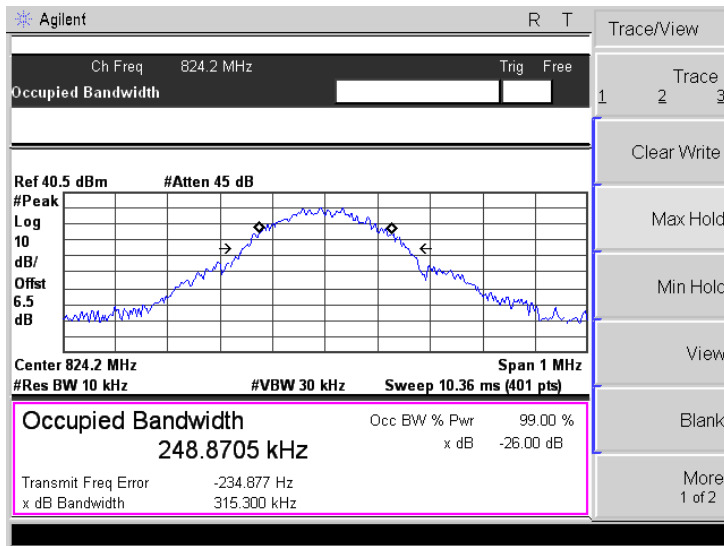 Agilent R T
Ch Freq 824.2 MHz Trig Free
Occupied Bandwidth
Ref 40.5 dBm #Atten 45 dB
#Peak
Log
10
dB/
Offst
6.5
dB
Center 824.2 MHz Span 1 MHz
#Res BW 10 kHz #VBW 30 kHz Sweep 10.36 ms (401 pts)
Occupied Bandwidth Occ BW % Pwr 99.00 %
248.8705 kHz x dB -26.00 dB
Transmit Freq Error -234.877 Hz
x dB Bandwidth 315.300 kHz
Trace/View
Trace
1 2 3
Clear Write
Max Hold
Min Hold
View
Blank
More
1 of 2